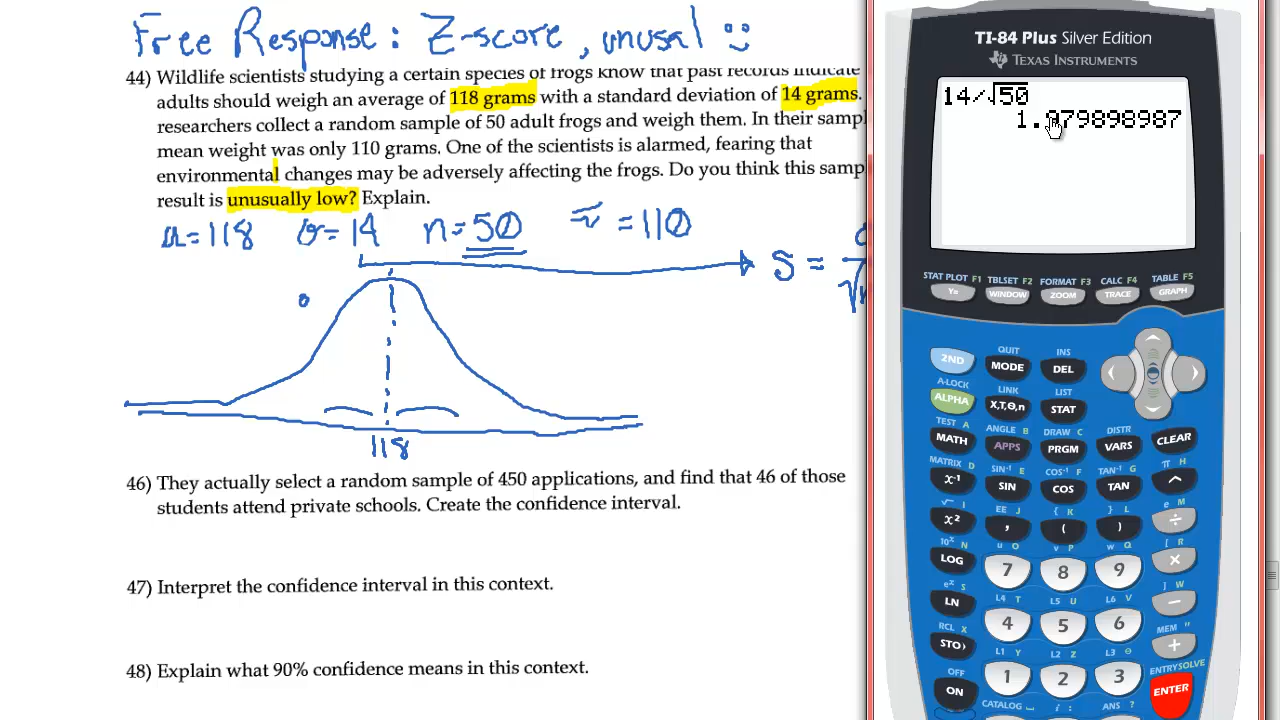 Free Response: Z-score, unusal
44) Wildlife scientists studying a certain species of frogs know that past records indicate
adults should weigh an average of 118 grams with a standard deviation of 14 grams.
researchers collect a random sample of 50 adult frogs and weigh them. In their sampl
mean weight was only 110 grams. One of the scientists is alarmed, fearing that
environmental changes may be adversely affecting the frogs. Do you think this samp
result is unusually low? Explain.
μ=118 σ=14 n=50 x̄=110
S =
118
46) They actually select a random sample of 450 applications, and find that 46 of those
students attend private schools. Create the confidence interval.
47) Interpret the confidence interval in this context.
48) Explain what 90% confidence means in this context.
TI-84 Plus Silver Edition
TEXAS INSTRUMENTS
14/√50
1.979898987
STAT PLOT F1 TBLSET F2 FORMAT F3 CALC F4 TABLE F5
Y= WINDOW ZOOM TRACE GRAPH
QUIT INS
2ND MODE DEL
A-LOCK LINK LIST
ALPHA X,T,Θ,n STAT
TEST A ANGLE B DRAW C DISTR
MATH APPS PRGM VARS CLEAR
MATRIX D SIN⁻¹ E COS⁻¹ F TAN⁻¹ G π H
X⁻¹ SIN COS TAN ^
√ I EE J { K } L e M
X² , ( ) ÷
10ˣ N u O v P w Q [ R
LOG 7 8 9 ×
eˣ S L4 T L5 U L6 V ] W
LN 4 5 6 −
RCL X L1 Y L2 Z L3 θ MEM "
STO▸ 1 2 3 +
OFF CATALOG ⎵ i : ANS ? ENTRY SOLVE
ON ENTER